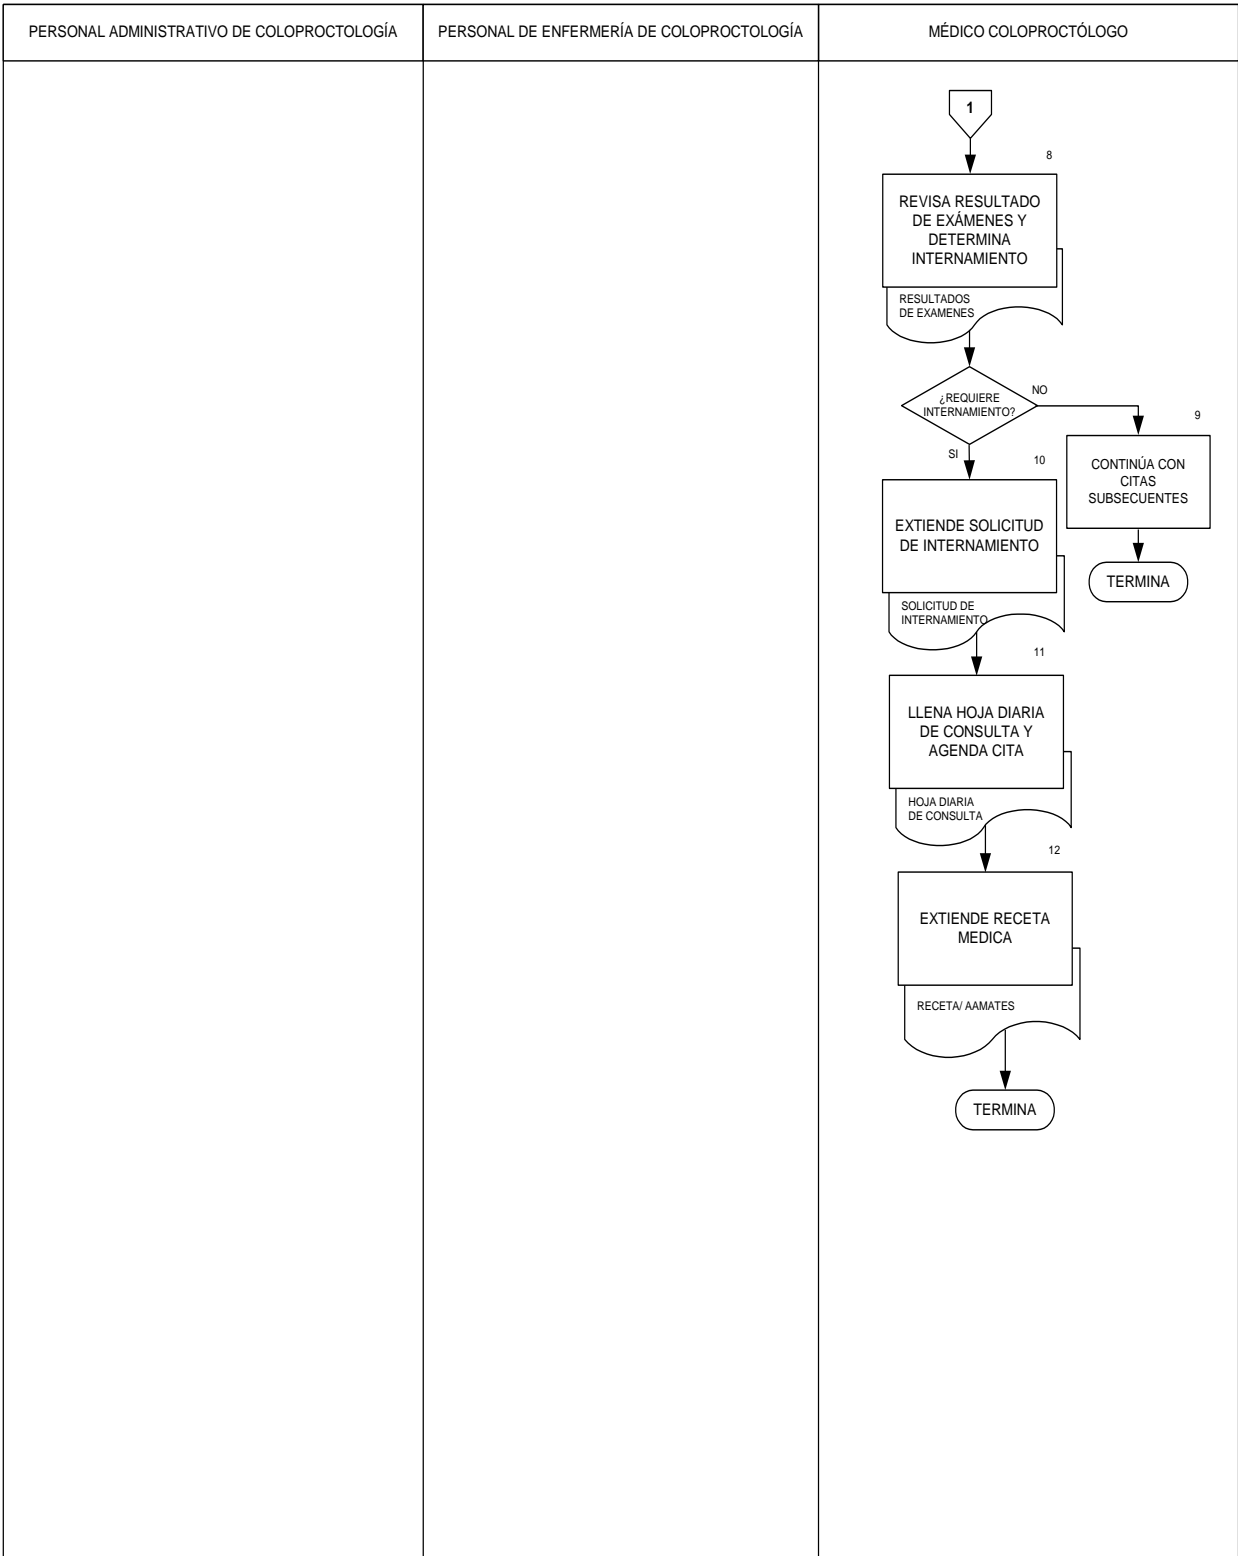 PERSONAL ADMINISTRATIVO DE COLOPROCTOLOGÍA
PERSONAL DE ENFERMERÍA DE COLOPROCTOLOGÍA
MÉDICO COLOPROCTÓLOGO
1
8
REVISA RESULTADO
DE EXÁMENES Y
DETERMINA
INTERNAMIENTO
RESULTADOS
DE EXAMENES
¿REQUIERE
INTERNAMIENTO?
NO
9
CONTINÚA CON
CITAS
SUBSECUENTES
TERMINA
SI
10
EXTIENDE SOLICITUD
DE INTERNAMIENTO
SOLICITUD DE
INTERNAMIENTO
11
LLENA HOJA DIARIA
DE CONSULTA Y
AGENDA CITA
HOJA DIARIA
DE CONSULTA
12
EXTIENDE RECETA
MEDICA
RECETA/ AAMATES
TERMINA